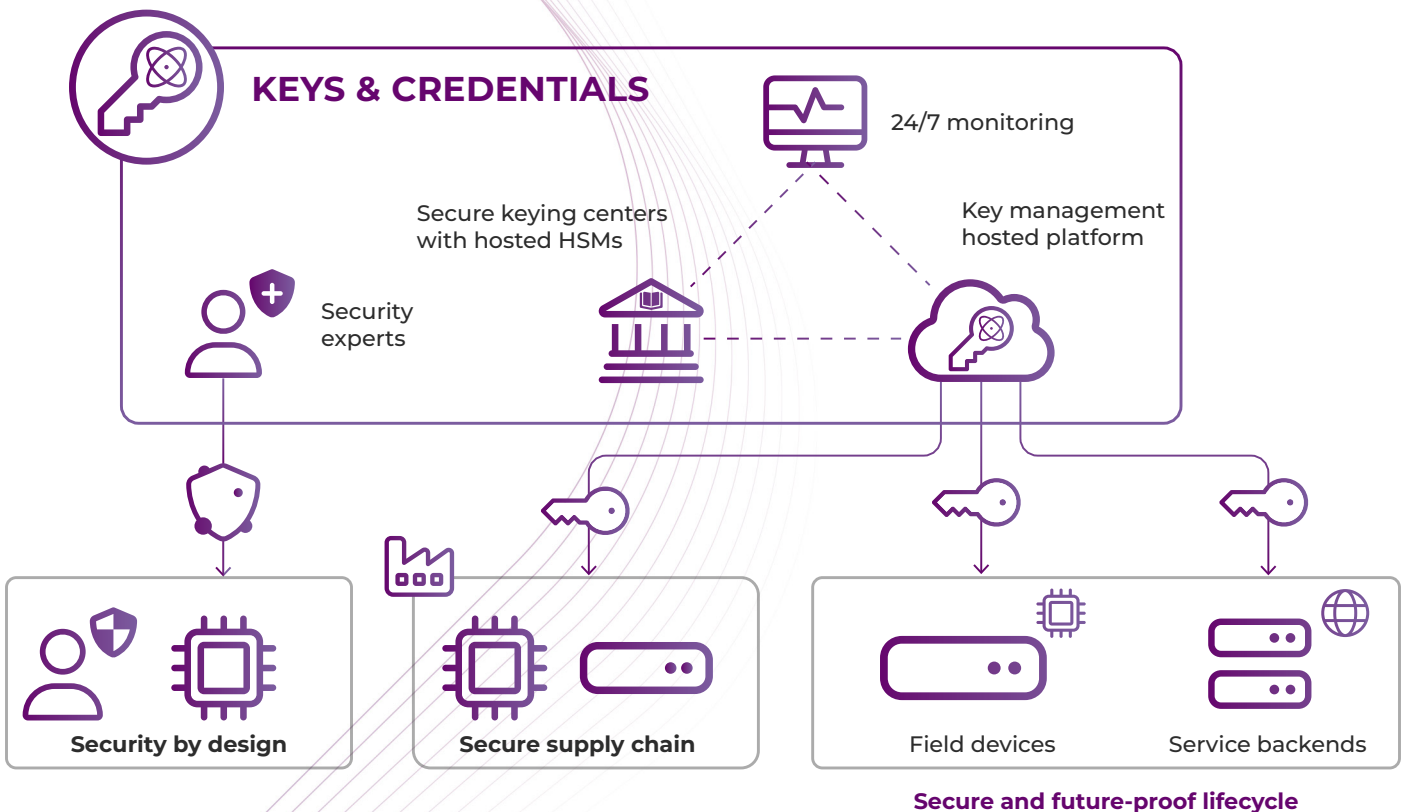 KEYS & CREDENTIALS
24/7 monitoring
Secure keying centers
with hosted HSMs
Key management
hosted platform
Security
experts
Security by design
Secure supply chain
Field devices
Service backends
Secure and future-proof lifecycle